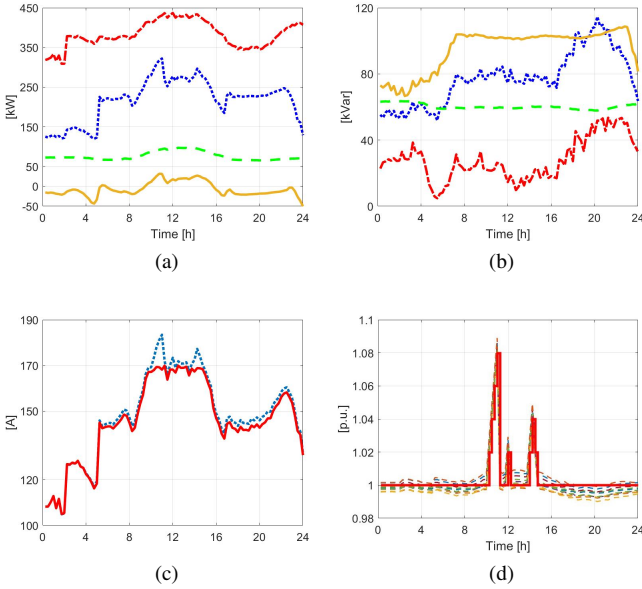 450
350
250
150
50
0
-50
[kW]
0 4 8 12 16 20 24
Time [h]
(a)
120
80
40
0
[kVar]
0 4 8 12 16 20 24
Time [h]
(b)
190
170
150
120
100
[A]
0 4 8 12 16 20 24
(c)
1.1
1.08
1.06
1.04
1.02
1
0.98
[p.u.]
0 4 8 12 16 20 24
Time [h]
(d)